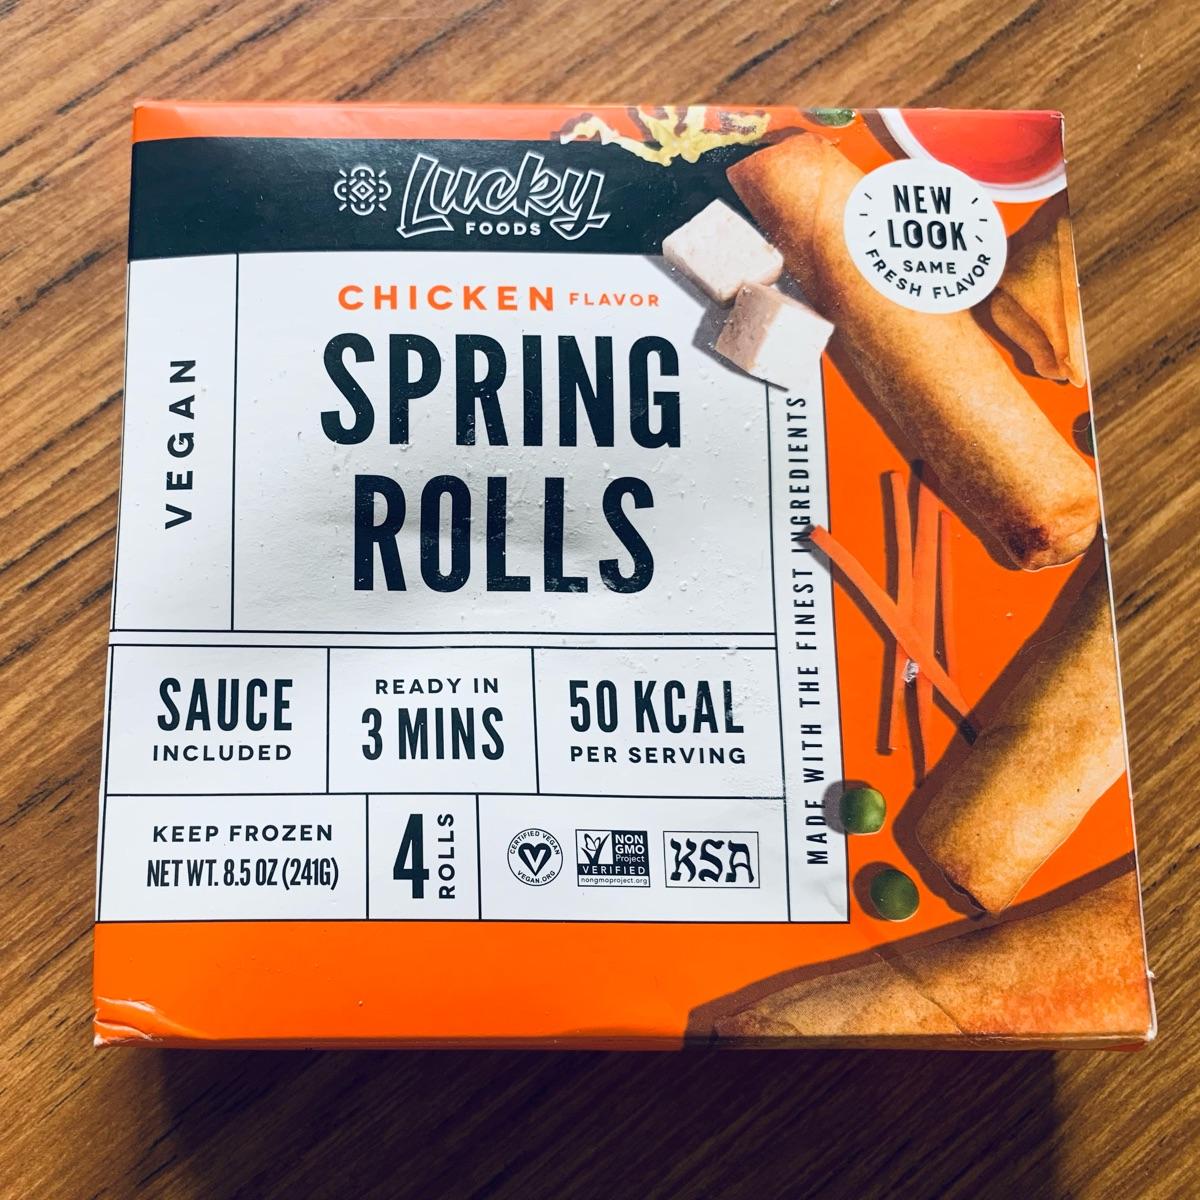 Lucky
FOODS
NEW
LOOK
SAME
FRESH FLAVOR
CHICKEN FLAVOR
SPRING
ROLLS
VEGAN
MADE WITH THE FINEST INGREDIENTS
SAUCE
INCLUDED
READY IN
3 MINS
50 KCAL
PER SERVING
KEEP FROZEN
NET WT. 8.5 OZ (241G)
4
ROLLS
CERTIFIED VEGAN
VEGAN.ORG
NON
GMO
Project
VERIFIED
nongmoproject.org
KSA